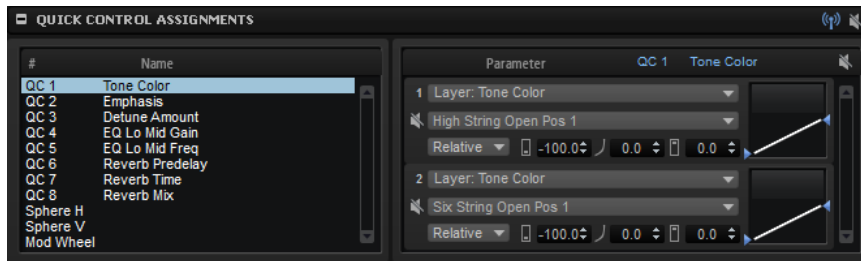 QUICK CONTROL ASSIGNMENTS
# Name
QC 1 Tone Color
QC 2 Emphasis
QC 3 Detune Amount
QC 4 EQ Lo Mid Gain
QC 5 EQ Lo Mid Freq
QC 6 Reverb Predelay
QC 7 Reverb Time
QC 8 Reverb Mix
Sphere H
Sphere V
Mod Wheel
Parameter QC 1 Tone Color
1 Layer: Tone Color
High String Open Pos 1
Relative -100.0 0.0 0.0
2 Layer: Tone Color
Six String Open Pos 1
Relative -100.0 0.0 0.0